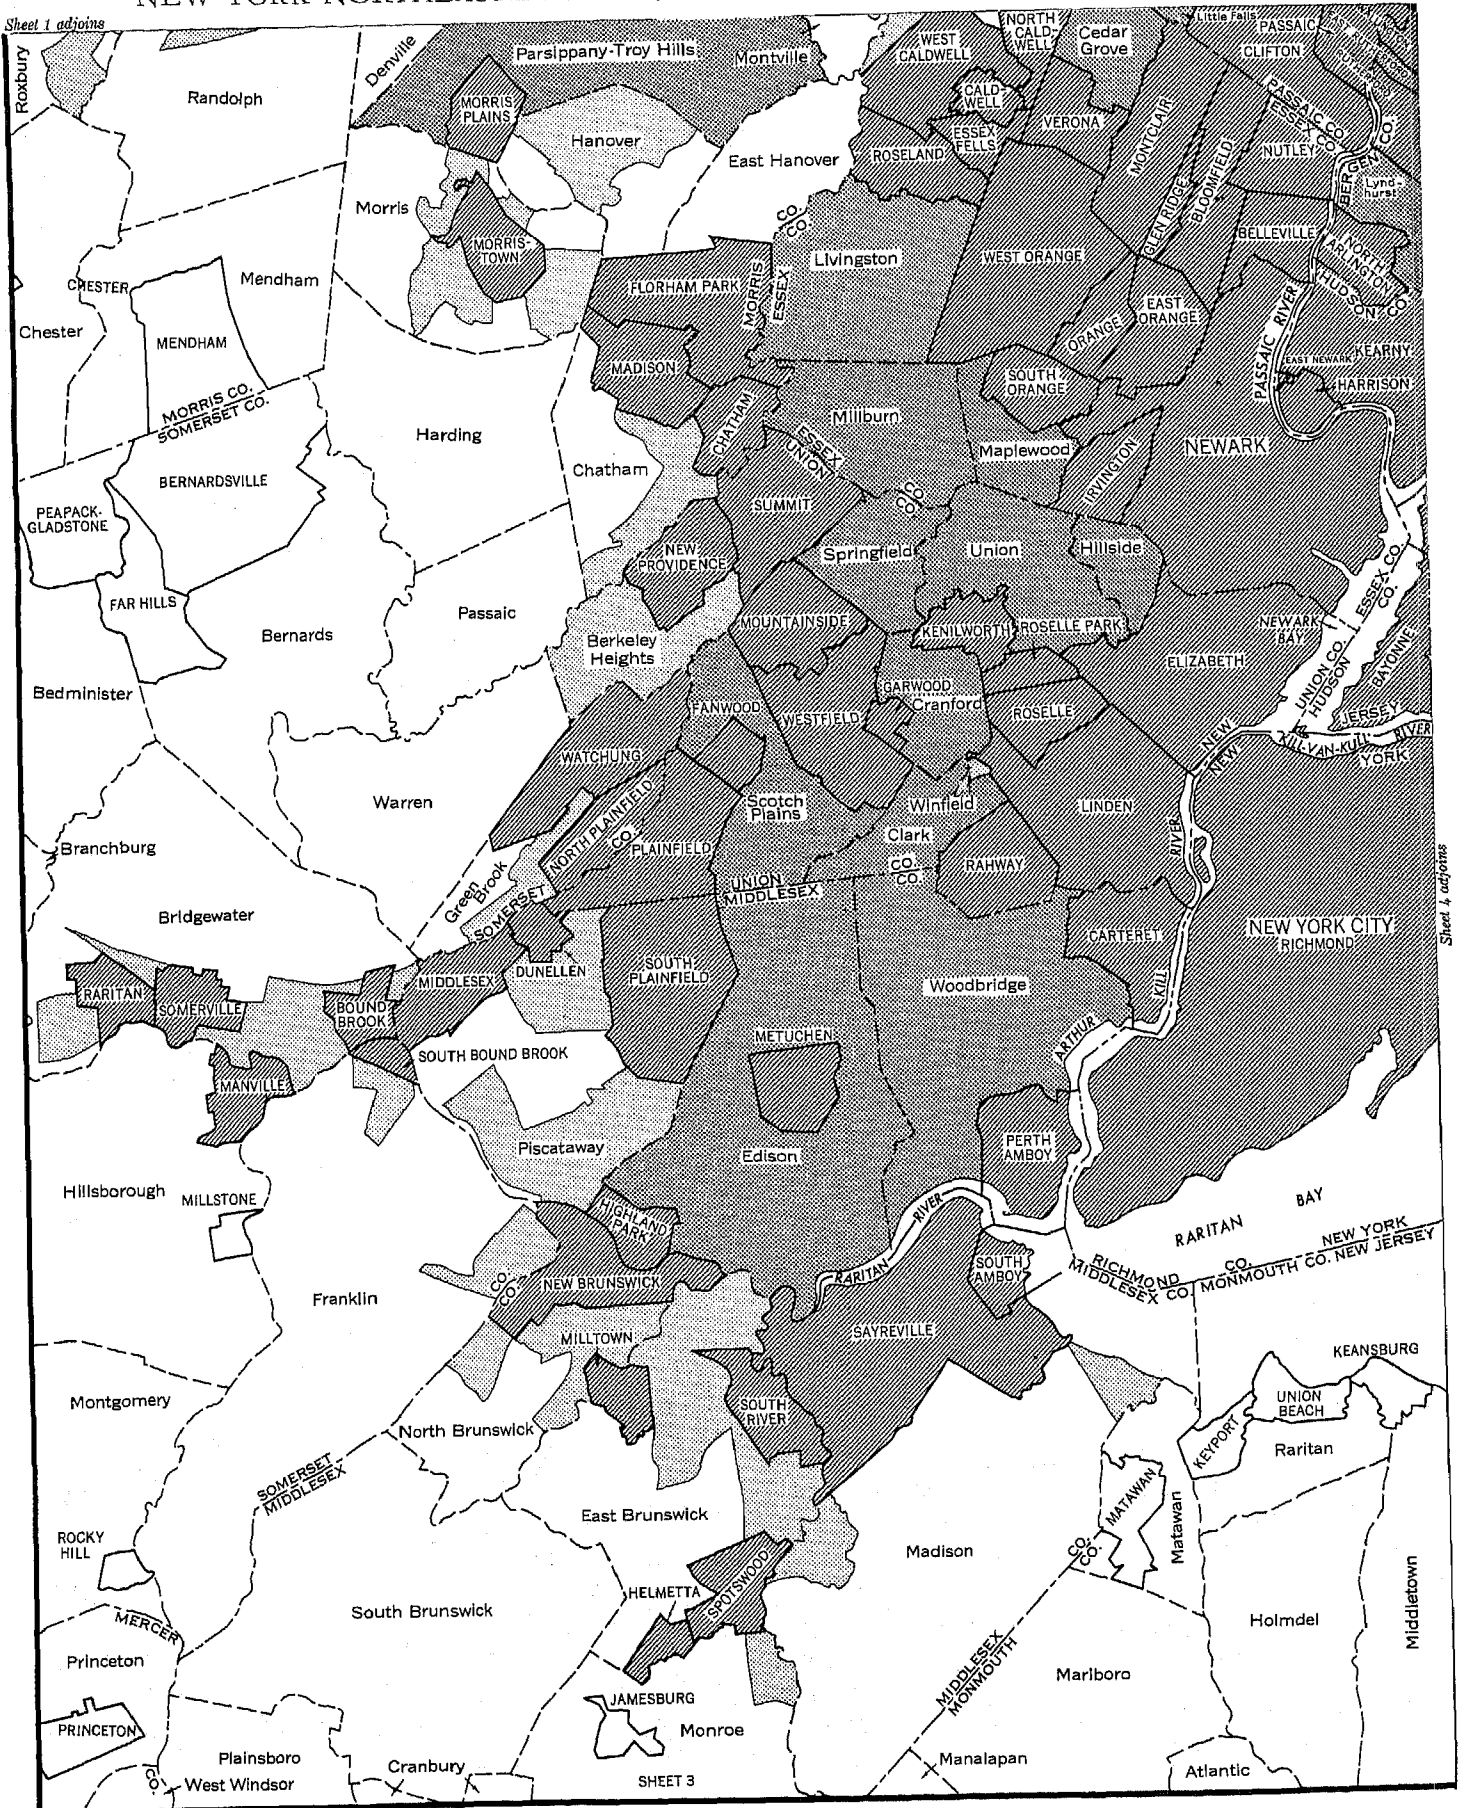 Sheet 1 adjoins
Roxbury
Randolph
Denville
Parsippany-Troy Hills
Montville
WEST
CALDWELL
NORTH
CALD-
WELL
Cedar
Grove
Little Falls
PASSAIC
CLIFTON
MORRIS
PLAINS
Hanover
East Hanover
CALD-
WELL
ESSEX
FELLS
VERONA
ROSELAND
MONTCLAIR
PASSAIC CO.
ESSEX CO.
NUTLEY
BERGEN CO.
Lynd-
hurst
GLEN RIDGE
BLOOMFIELD
Morris
MORRIS-
TOWN
CO.
CO.
BELLEVILLE
NORTH
ARLINGTON
HUDSON CO.
CHESTER
Mendham
Chester
MENDHAM
FLORHAM PARK
MORRIS
ESSEX
Livingston
WEST ORANGE
EAST
ORANGE
ORANGE
PASSAIC RIVER
EAST NEWARK
KEARNY
HARRISON
MADISON
SOUTH
ORANGE
MORRIS CO.
SOMERSET CO.
Harding
Chatham
CHATHAM
Millburn
ESSEX
UNION
Maplewood
IRVINGTON
NEWARK
BERNARDSVILLE
PEAPACK-
GLADSTONE
SUMMIT
CO.
CO.
NEW
PROVIDENCE
Springfield
Union
Hillside
ESSEX CO.
CO.
FAR HILLS
Bernards
Passaic
Berkeley
Heights
MOUNTAINSIDE
KENILWORTH
ROSELLE PARK
NEWARK
BAY
ELIZABETH
UNION CO.
HUDSON
BAYONNE
Bedminister
GARWOOD
Cranford
FANWOOD
WESTFIELD
ROSELLE
NEW
NEW
JERSEY
KILL-VAN-KULL RIVER
YORK
WATCHUNG
Warren
NORTH PLAINFIELD
CO.
PLAINFIELD
Scotch
Plains
Winfield
Clark
LINDEN
RAHWAY
RIVER
Branchburg
Green
Brook
SOMERSET
UNION
MIDDLESEX
CO.
CO.
Sheet 4 adjoins
Bridgewater
NEW YORK CITY
RICHMOND
CARTERET
RARITAN
SOMERVILLE
BOUND
BROOK
MIDDLESEX
DUNELLEN
SOUTH
PLAINFIELD
Woodbridge
KILL
ARTHUR
METUCHEN
SOUTH BOUND BROOK
MANVILLE
Piscataway
Edison
PERTH
AMBOY
Hillsborough
MILLSTONE
HIGHLAND
PARK
RIVER
RARITAN
BAY
RARITAN
NEW YORK
NEW JERSEY
RICHMOND CO.
MIDDLESEX CO. MONMOUTH CO.
SOUTH
AMBOY
CO.
CO.
NEW BRUNSWICK
Franklin
MILLTOWN
SAYREVILLE
KEANSBURG
UNION
BEACH
KEYPORT
Raritan
Montgomery
SOUTH
RIVER
North Brunswick
SOMERSET
MIDDLESEX
MATAWAN
Matawan
East Brunswick
Madison
CO.
CO.
ROCKY
HILL
HELMETTA
SPOTSWOOD
South Brunswick
Holmdel
Middletown
MERCER
Princeton
MIDDLESEX
MONMOUTH
Marlboro
PRINCETON
JAMESBURG
Monroe
Plainsboro
West Windsor
CO.
Cranbury
Manalapan
Atlantic
SHEET 3